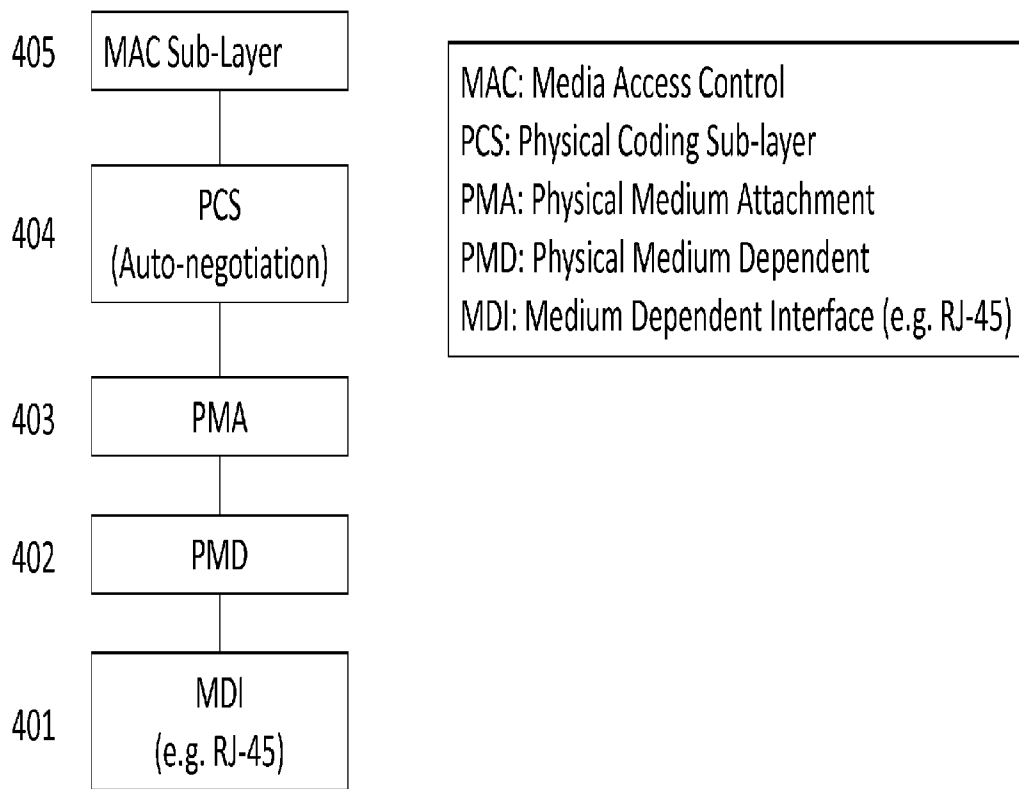 405
MAC Sub-Layer
404
PCS
(Auto-negotiation)
403
PMA
402
PMD
401
MDI
(e.g. RJ-45)
MAC: Media Access Control
PCS: Physical Coding Sub-layer
PMA: Physical Medium Attachment
PMD: Physical Medium Dependent
MDI: Medium Dependent Interface (e.g. RJ-45)